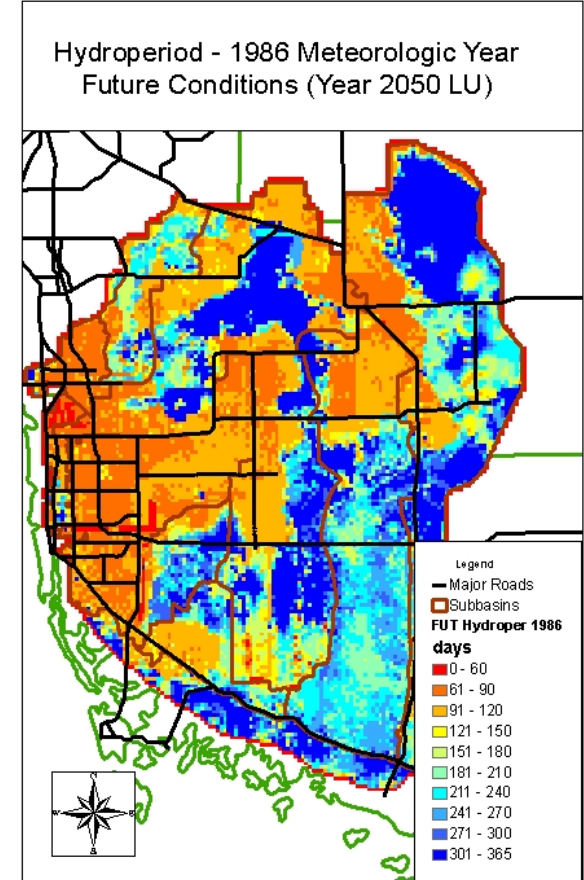 Hydroperiod - 1986 Meteorologic Year
Future Conditions (Year 2050 LU)
Legend
Major Roads
Subbasins
FUT Hydroper 1986
days
0 - 60
61 - 90
91 - 120
121 - 150
151 - 180
181 - 210
211 - 240
241 - 270
271 - 300
301 - 365